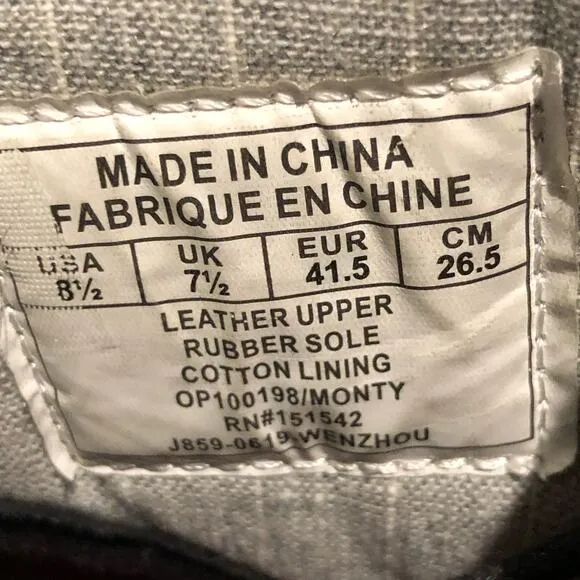 MADE IN CHINA
FABRIQUE EN CHINE
USA UK EUR CM
8½ 7½ 41.5 26.5
LEATHER UPPER
RUBBER SOLE
COTTON LINING
OP100198/MONTY
RN#151542
J859-0619 WENZHOU